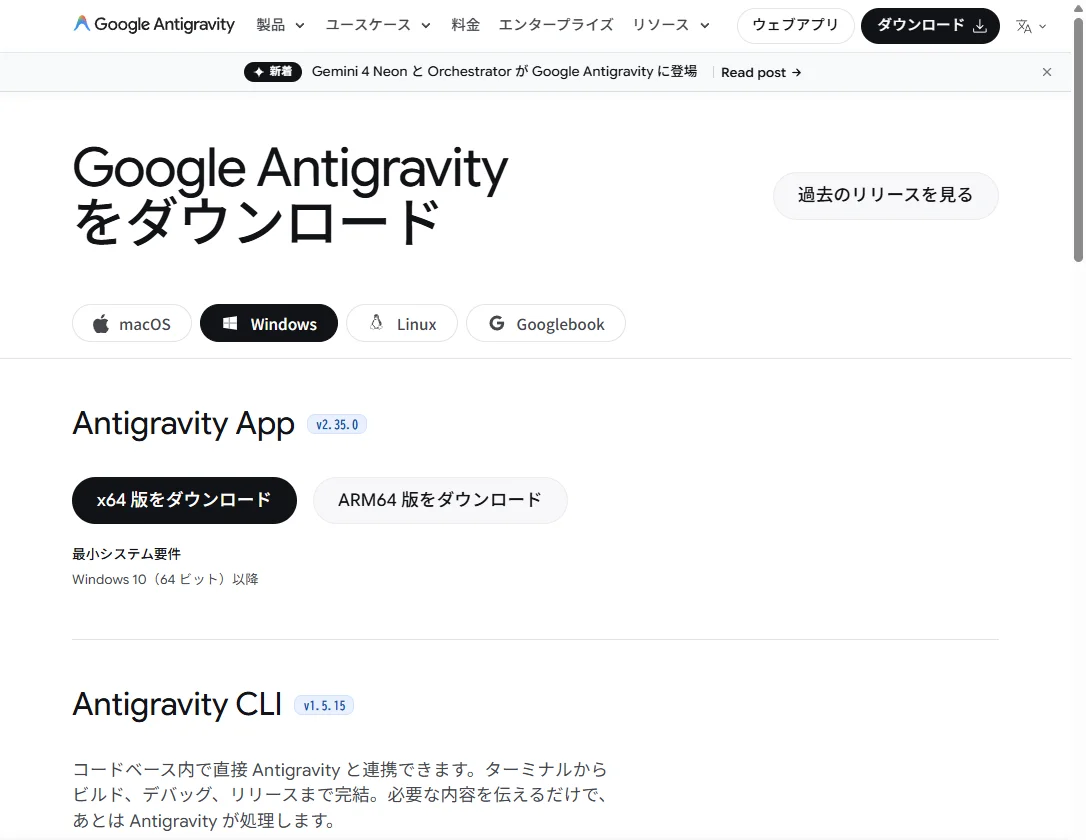 Google Antigravity 製品 ユースケース 料金 エンタープライズ リソース ウェブアプリ ダウンロード
新着 Gemini 4 Neon と Orchestrator が Google Antigravity に登場 Read post →
Google Antigravity
をダウンロード
過去のリリースを見る
macOS Windows Linux Googlebook
Antigravity App v2.35.0
x64 版をダウンロード ARM64 版をダウンロード
最小システム要件
Windows 10（64 ビット）以降
Antigravity CLI v1.5.15
コードベース内で直接 Antigravity と連携できます。ターミナルから
ビルド、デバッグ、リリースまで完結。必要な内容を伝えるだけで、
あとは Antigravity が処理します。